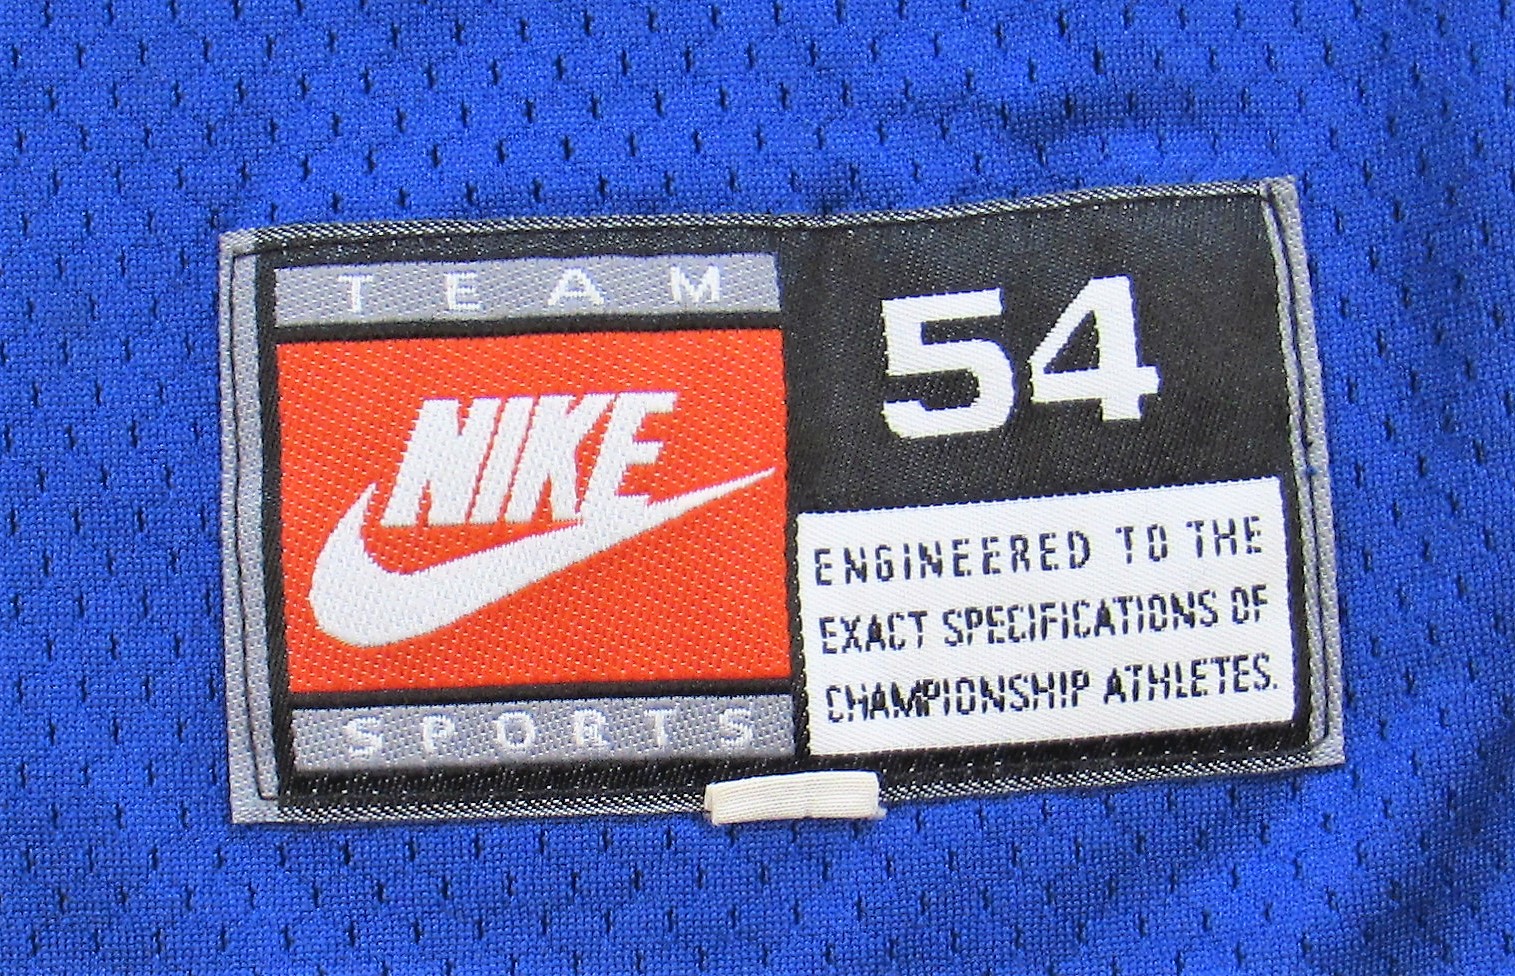 TEAM
NIKE
SPORTS
54
ENGINEERED TO THE
EXACT SPECIFICATIONS OF
CHAMPIONSHIP ATHLETES.